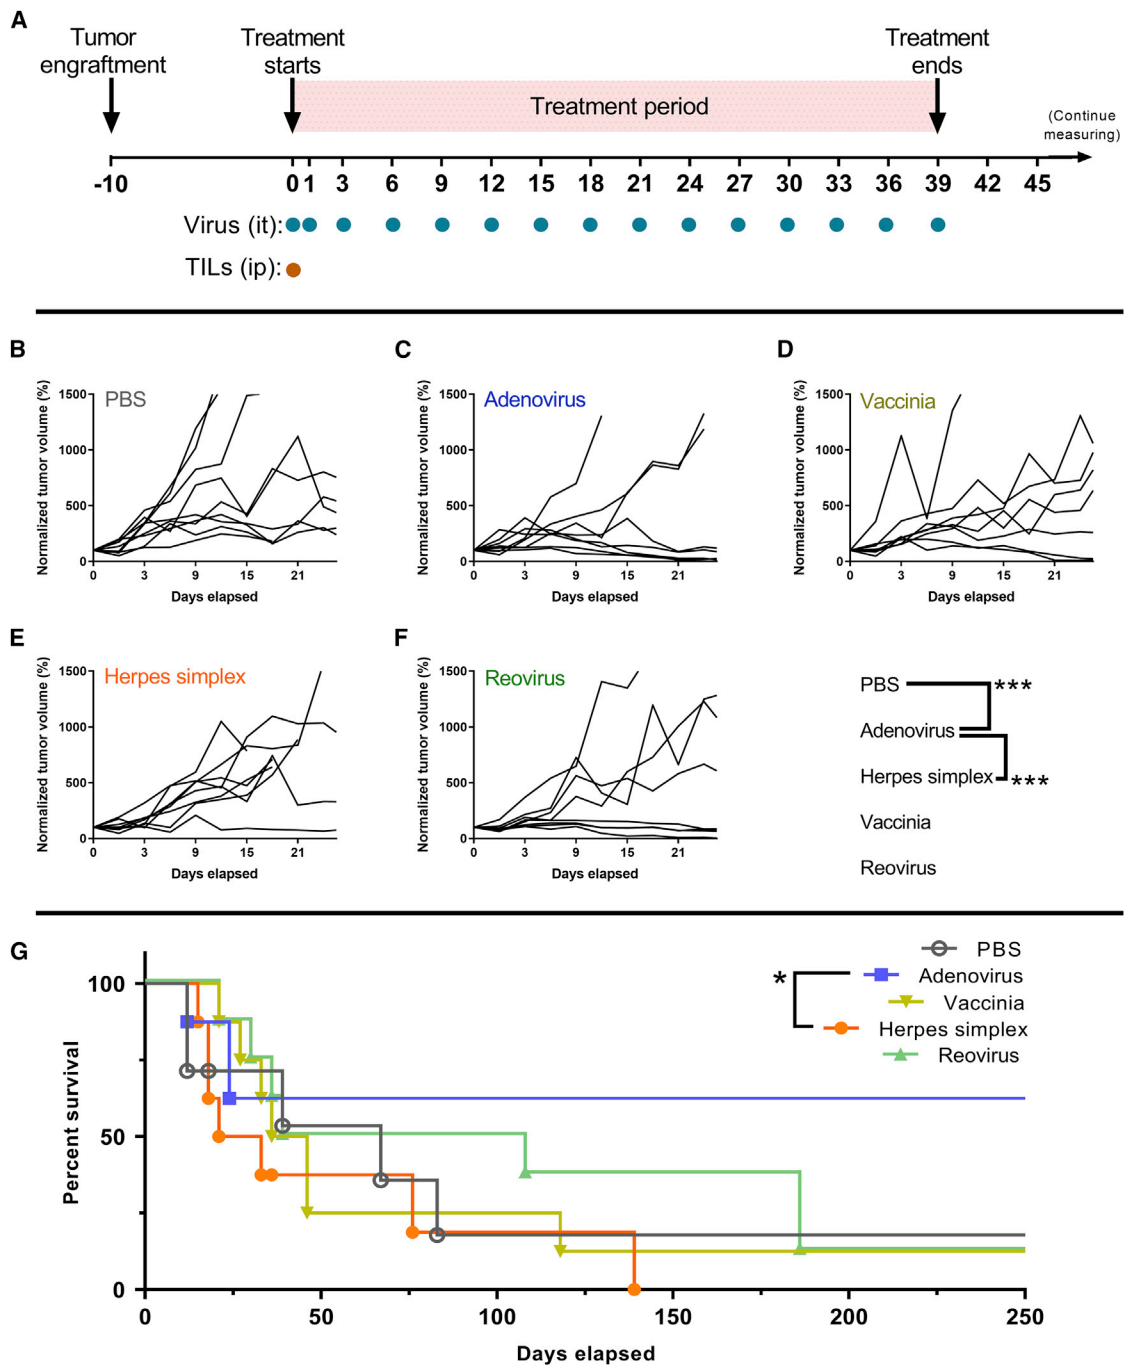 A
Tumor engraftment
Treatment starts
Treatment ends
Treatment period
(Continue measuring)
-10 0 1 3 6 9 12 15 18 21 24 27 30 33 36 39 42 45
Virus (it):
TILs (ip):
B
PBS
Normalized tumor volume (%)
1500
1000
500
0
0 3 9 15 21
Days elapsed
C
Adenovirus
Normalized tumor volume (%)
1500
1000
500
0
0 3 9 15 21
Days elapsed
D
Vaccinia
Normalized tumor volume (%)
1500
1000
500
0
0 3 9 15 21
Days elapsed
E
Herpes simplex
Normalized tumor volume (%)
1500
1000
500
0
0 3 9 15 21
Days elapsed
F
Reovirus
Normalized tumor volume (%)
1500
1000
500
0
0 3 9 15 21
Days elapsed
PBS
***
Adenovirus
Herpes simplex
***
Vaccinia
Reovirus
G
PBS
* Adenovirus
Vaccinia
Herpes simplex
Reovirus
Percent survival
100
50
0
0 50 100 150 200 250
Days elapsed